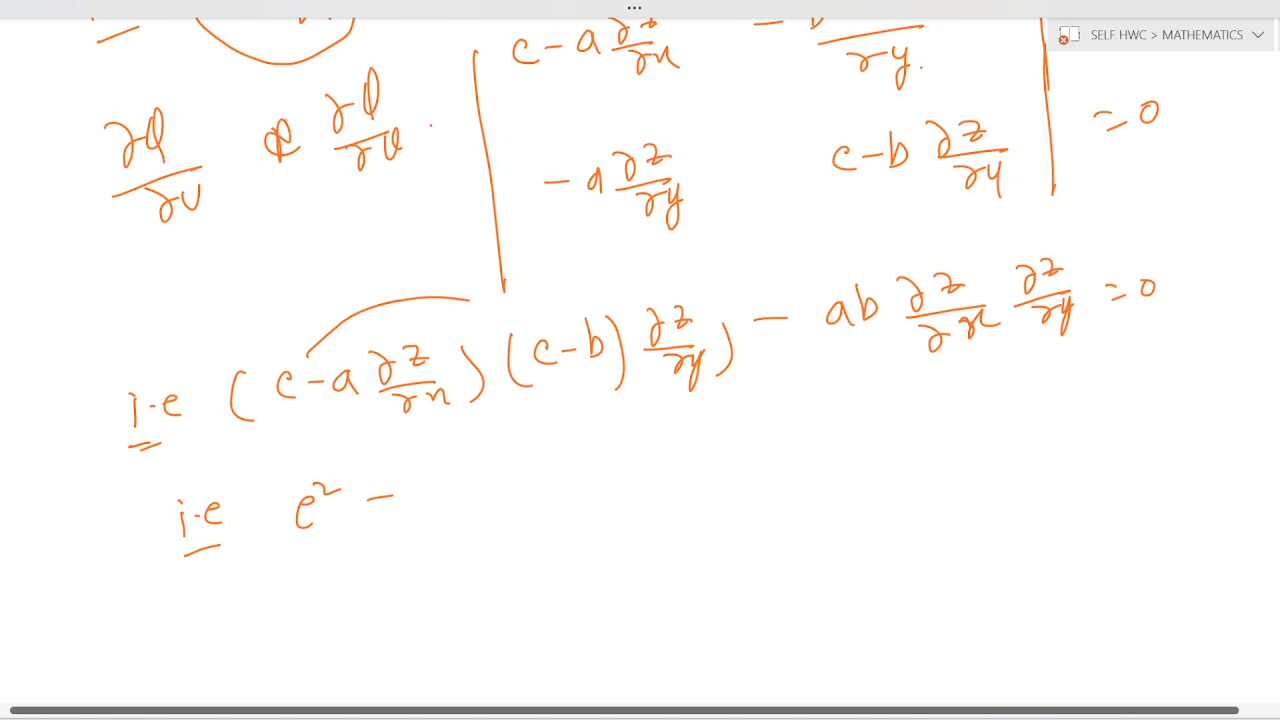 SELF HWC > MATHEMATICS
c - a ∂z/∂x - b /∂y.
∂φ/∂u & ∂φ/∂v . - a ∂z/∂y c - b ∂z/∂y = 0
i.e (c - a ∂z/∂x) (c - b) ∂z/∂y) - ab ∂z/∂x ∂z/∂y = 0
i.e c² -